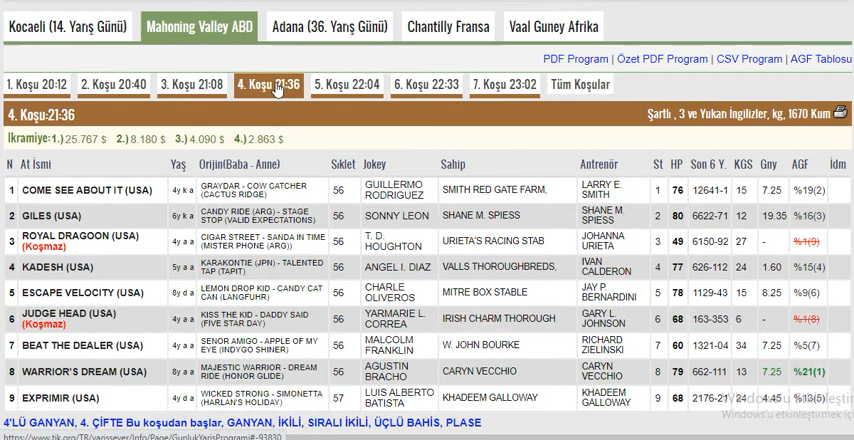 Kocaeli (14. Yarış Günü) Mahoning Valley ABD Adana (36. Yarış Günü) Chantilly Fransa Vaal Guney Afrika
PDF Program | Özet PDF Program | CSV Program | AGF Tablosu
1. Koşu 20:12 2. Koşu 20:40 3. Koşu 21:08 4. Koşu 21:36 5. Koşu 22:04 6. Koşu 22:33 7. Koşu 23:02 Tüm Koşular
4. Koşu:21:36 Şartlı , 3 ve Yukarı İngilizler, kg, 1670 Kum
İkramiye: 1.) 25.767 $ 2.) 8.180 $ 3.) 4.090 $ 4.) 2.863 $
N At İsmi Yaş Orijin(Baba - Anne) Sıklet Jokey Sahip Antrenör St HP Son 6 Y. KGS Gny AGF İdm
1 COME SEE ABOUT IT (USA) 4y k a GRAYDAR - COW CATCHER (CACTUS RIDGE) 56 GUILLERMO RODRIGUEZ SMITH RED GATE FARM, LARRY E. SMITH 1 76 12641-1 15 7.25 %19(2)
2 GILES (USA) 6y k a CANDY RIDE (ARG) - STAGE STOP (VALID EXPECTATIONS) 56 SONNY LEON SHANE M. SPIESS SHANE M. SPIESS 2 80 6622-71 12 19.35 %16(3)
3 ROYAL DRAGOON (USA) (Koşmaz) 4y a a CIGAR STREET - SANDA IN TIME (MISTER PHONE (ARG)) 56 T. D. HOUGHTON URIETA'S RACING STAB JOHANNA URIETA 3 49 6150-92 27 - %1(9)
4 KADESH (USA) 5y a a KARAKONTIE (JPN) - TALENTED TAP (TAPIT) 56 ANGEL I. DIAZ VALLS THOROUGHBREDS, IVAN CALDERON 4 77 626-112 24 1.60 %15(4)
5 ESCAPE VELOCITY (USA) 8y d a LEMON DROP KID - CANDY CAT CAN (LANGFUHR) 56 CHARLE OLIVEROS MITRE BOX STABLE JAY P. BERNARDINI 5 78 1129-43 15 8.25 %9(6)
6 JUDGE HEAD (USA) (Koşmaz) 4y a a KISS THE KID - DADDY SAID (FIVE STAR DAY) 56 YARMARIE L. CORREA IRISH CHARM THOROUGH GARY L. JOHNSON 6 68 163-353 6 - %1(8)
7 BEAT THE DEALER (USA) 4y a a SENOR AMIGO - APPLE OF MY EYE (INDYGO SHINER) 56 MALCOLM FRANKLIN W. JOHN BOURKE RICHARD ZIELINSKI 7 60 1321-04 34 7.75 %5(7)
8 WARRIOR'S DREAM (USA) 8y a a MAJESTIC WARRIOR - DREAM RIDE (HONOR GLIDE) 56 AGUSTIN BRACHO CARYN VECCHIO CARYN VECCHIO 8 79 662-111 13 7.25 %21(1)
9 EXPRIMIR (USA) 4y d a WICKED STRONG - SIMONETTA (HARLAN'S HOLIDAY) 57 LUIS ALBERTO BATISTA KHADEEM GALLOWAY KHADEEM GALLOWAY 9 68 2176-21 24 4.45 %13(5)
4'LÜ GANYAN, 4. ÇİFTE Bu koşudan başlar, GANYAN, İKİLİ, SIRALI İKİLİ, ÜÇLÜ BAHİS, PLASE
Windows'u etkinleştirmek
https://www.tjk.org/TR/yarissever/Info/Page/GunlukYarisProgrami#-93830